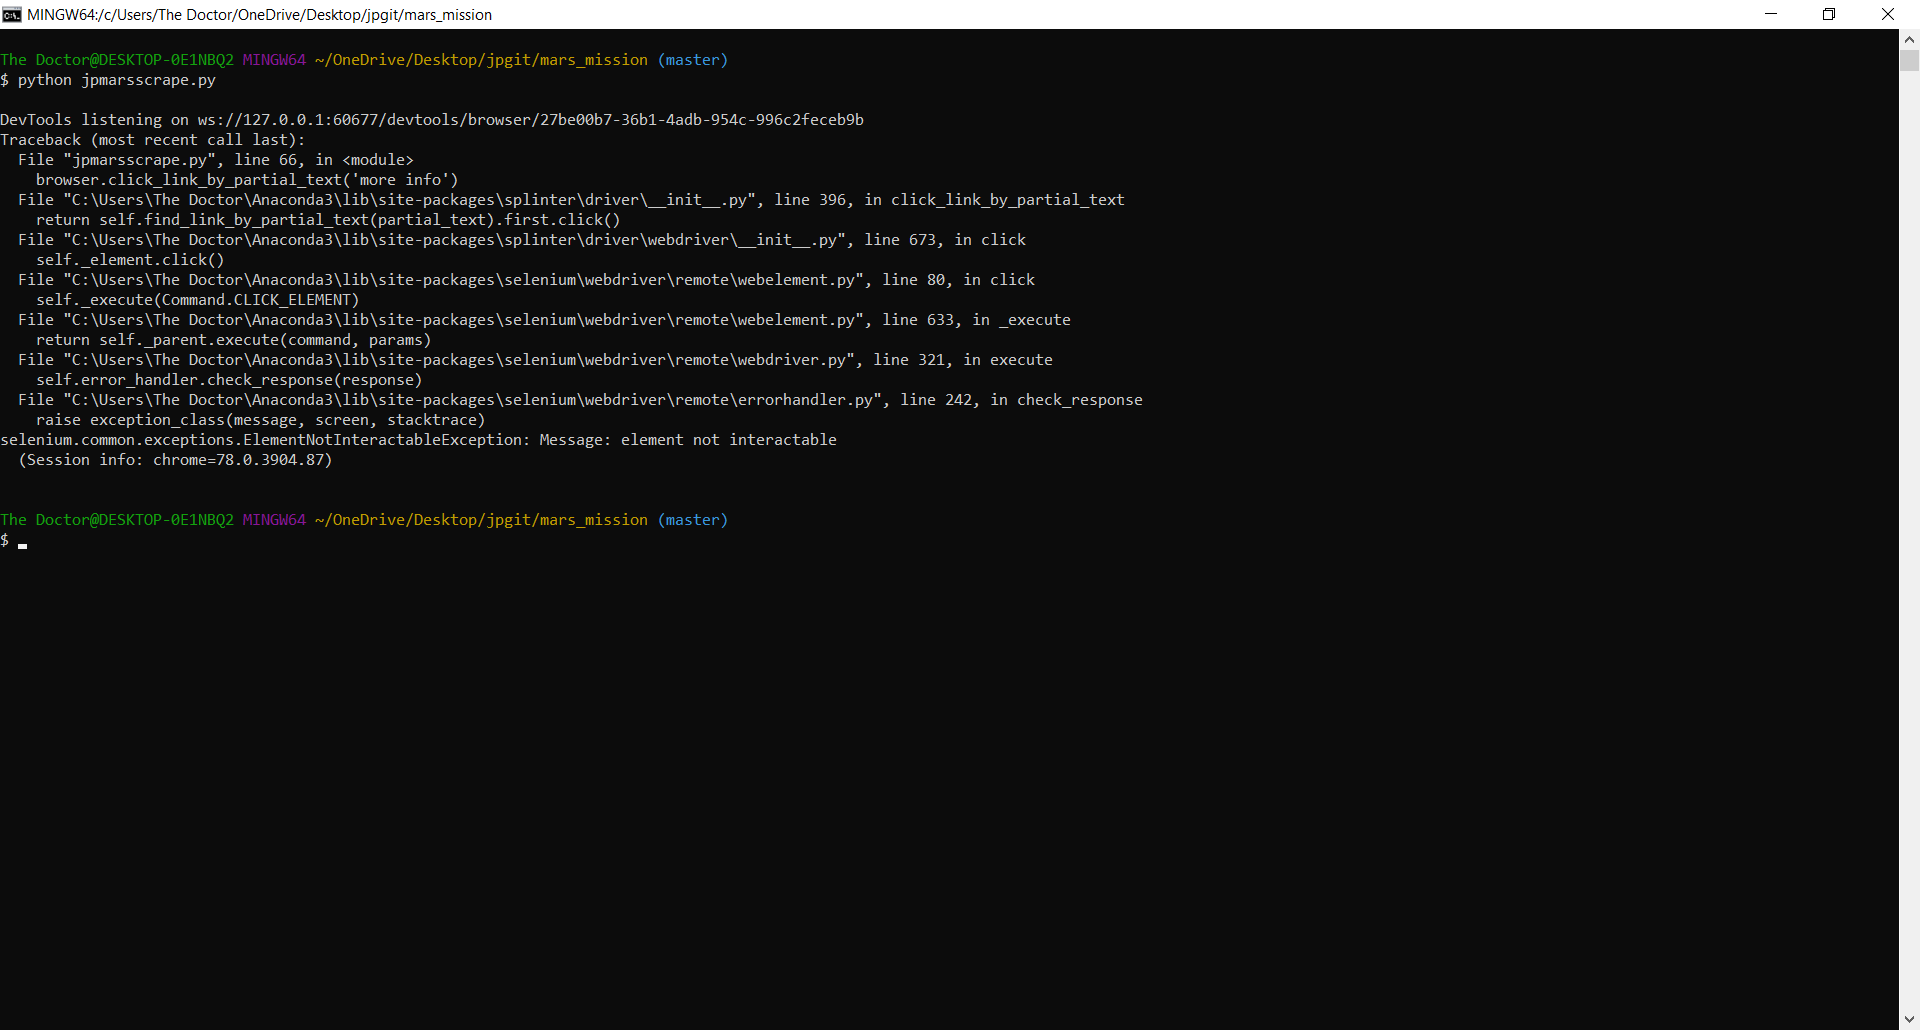 MINGW64:/c/Users/The Doctor/OneDrive/Desktop/jpgit/mars_mission
The Doctor@DESKTOP-0E1NBQ2 MINGW64 ~/OneDrive/Desktop/jpgit/mars_mission (master)
$ python jpmarsscrape.py
DevTools listening on ws://127.0.0.1:60677/devtools/browser/27be00b7-36b1-4adb-954c-996c2feceb9b
Traceback (most recent call last):
  File "jpmarsscrape.py", line 66, in <module>
    browser.click_link_by_partial_text('more info')
  File "C:\Users\The Doctor\Anaconda3\lib\site-packages\splinter\driver\__init__.py", line 396, in click_link_by_partial_text
    return self.find_link_by_partial_text(partial_text).first.click()
  File "C:\Users\The Doctor\Anaconda3\lib\site-packages\splinter\driver\webdriver\__init__.py", line 673, in click
    self._element.click()
  File "C:\Users\The Doctor\Anaconda3\lib\site-packages\selenium\webdriver\remote\webelement.py", line 80, in click
    self._execute(Command.CLICK_ELEMENT)
  File "C:\Users\The Doctor\Anaconda3\lib\site-packages\selenium\webdriver\remote\webelement.py", line 633, in _execute
    return self._parent.execute(command, params)
  File "C:\Users\The Doctor\Anaconda3\lib\site-packages\selenium\webdriver\remote\webdriver.py", line 321, in execute
    self.error_handler.check_response(response)
  File "C:\Users\The Doctor\Anaconda3\lib\site-packages\selenium\webdriver\remote\errorhandler.py", line 242, in check_response
    raise exception_class(message, screen, stacktrace)
selenium.common.exceptions.ElementNotInteractableException: Message: element not interactable
  (Session info: chrome=78.0.3904.87)
The Doctor@DESKTOP-0E1NBQ2 MINGW64 ~/OneDrive/Desktop/jpgit/mars_mission (master)
$